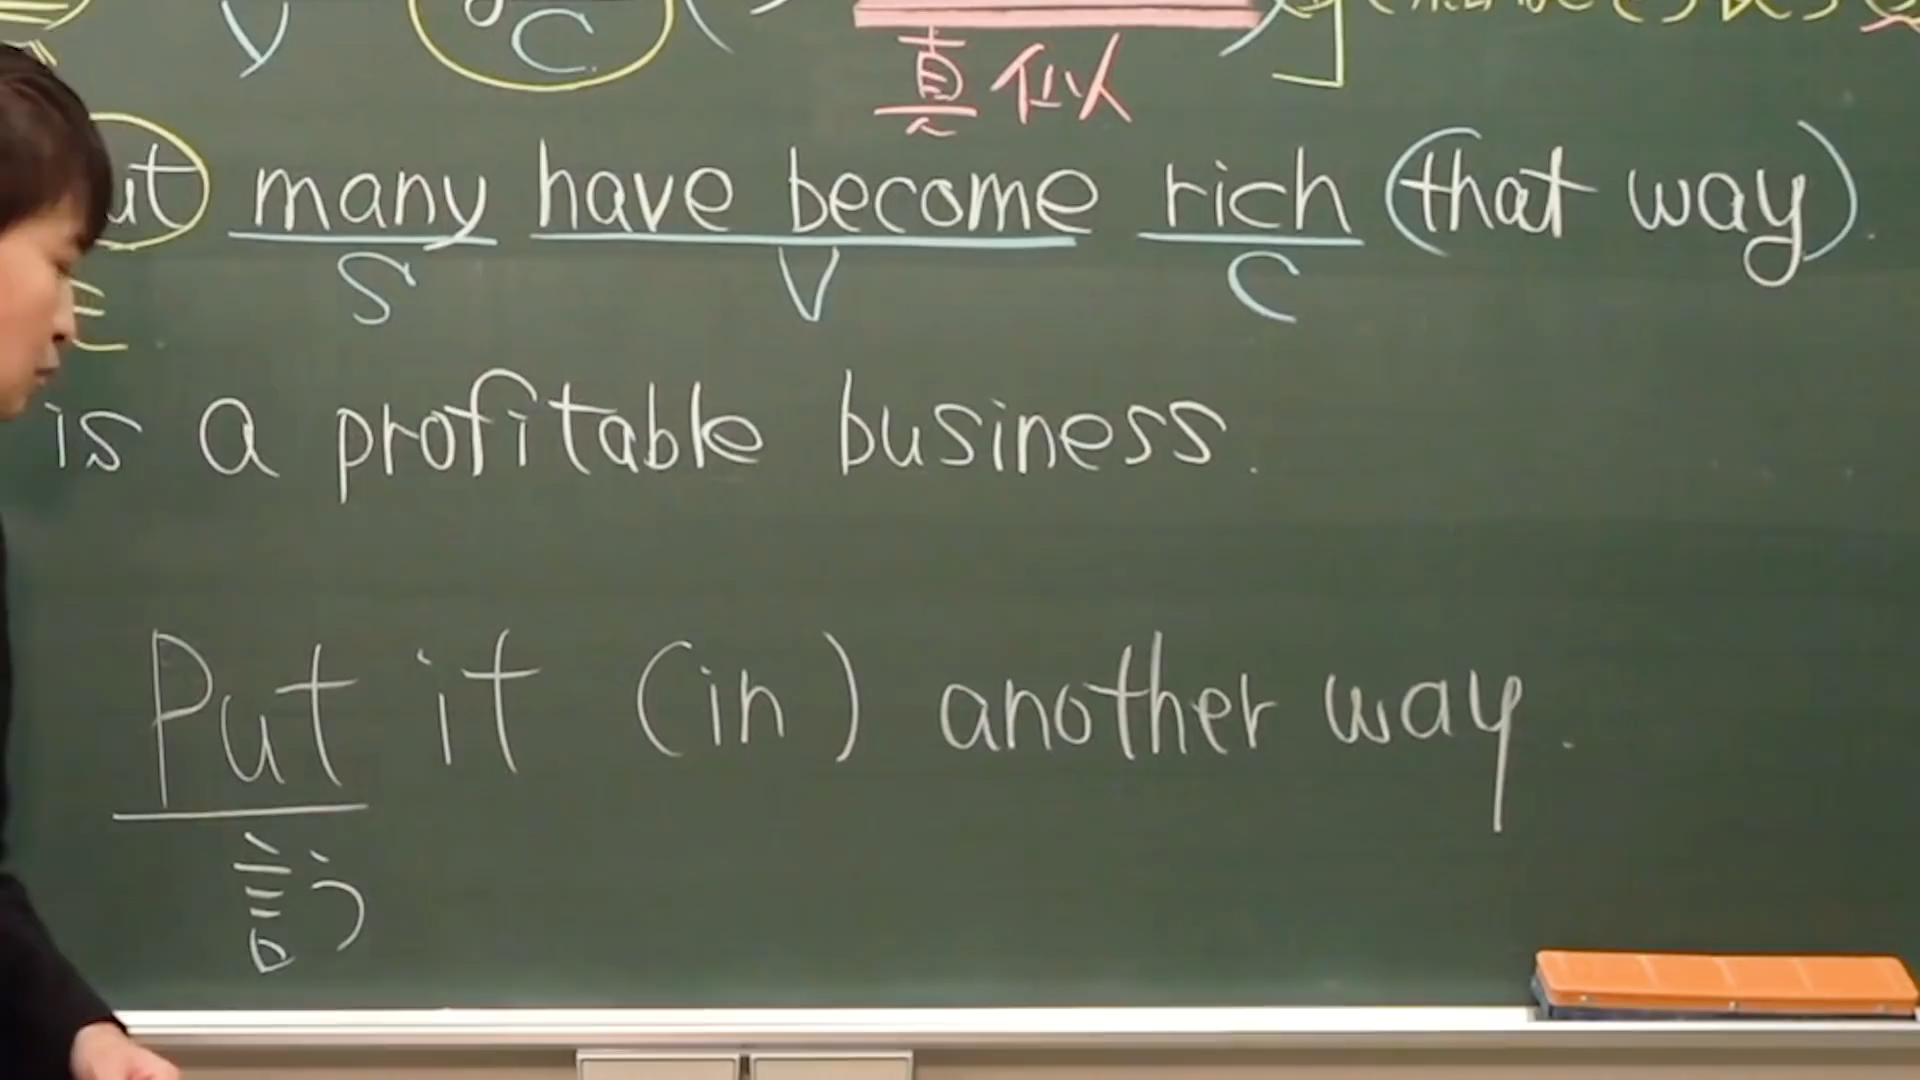 V C
真似
ut many have become rich (that way).
S V C
is a profitable business.
Put it (in) another way.
言う